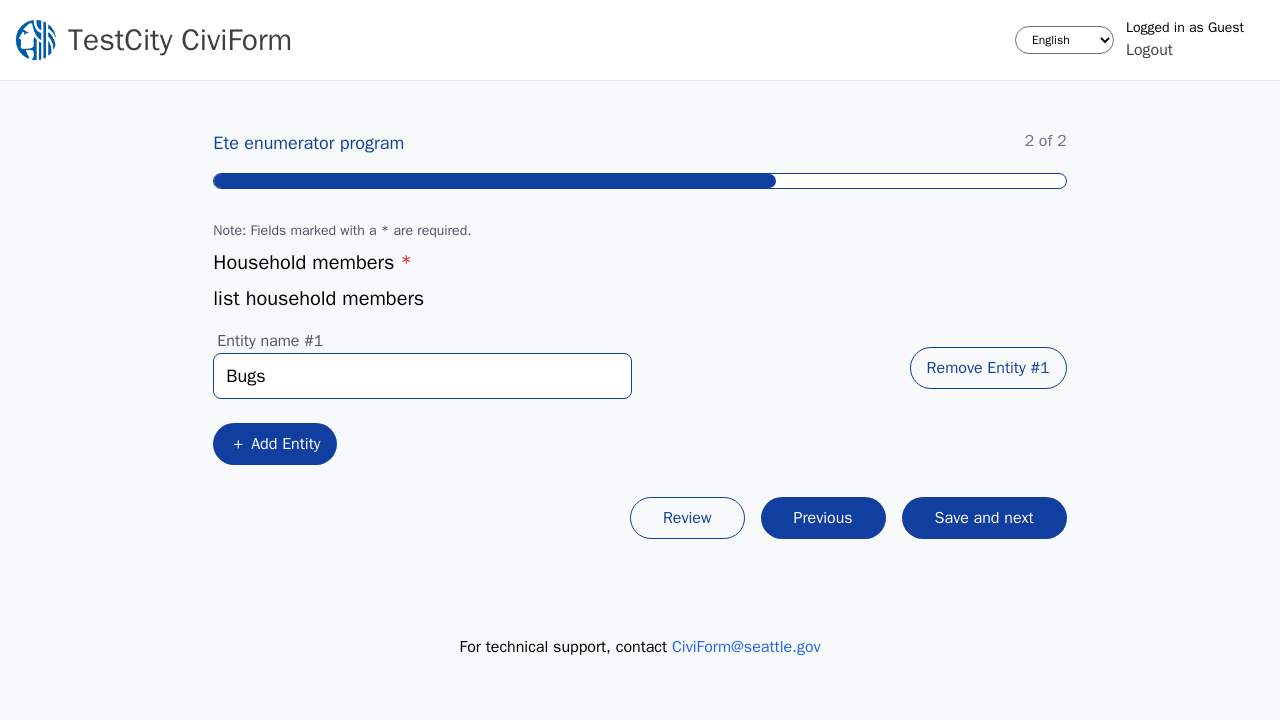 TestCity CiviForm
English
Logged in as Guest
Logout
Ete enumerator program
2 of 2
Note: Fields marked with a * are required.
Household members *
list household members
Entity name #1
Bugs
Remove Entity #1
+ Add Entity
Review
Previous
Save and next
For technical support, contact CiviForm@seattle.gov